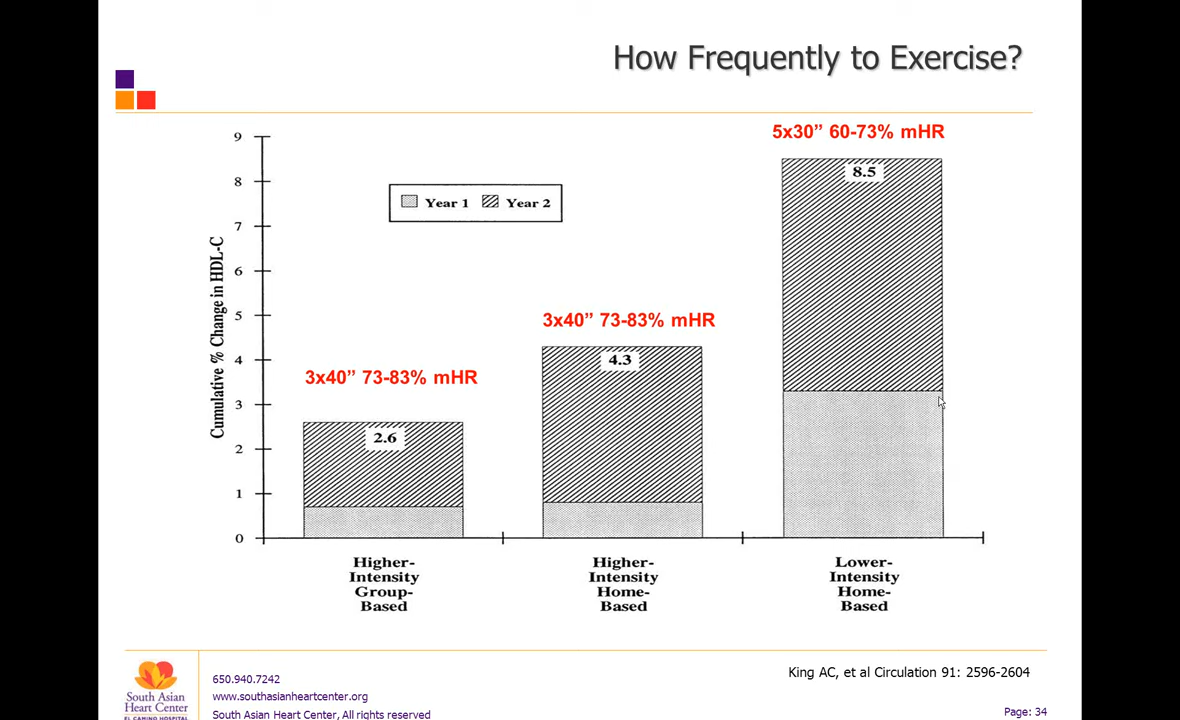 How Frequently to Exercise?
5x30” 60-73% mHR
9
8
7
6
5
4
3
2
1
0
Cumulative % Change in HDL-C
Year 1 Year 2
8.5
3x40” 73-83% mHR
4.3
3x40” 73-83% mHR
2.6
Higher-
Intensity
Group-
Based
Higher-
Intensity
Home-
Based
Lower-
Intensity
Home-
Based
King AC, et al Circulation 91: 2596-2604
South Asian
Heart Center
EL CAMINO HOSPITAL
650.940.7242
www.southasianheartcenter.org
South Asian Heart Center, All rights reserved
Page: 34